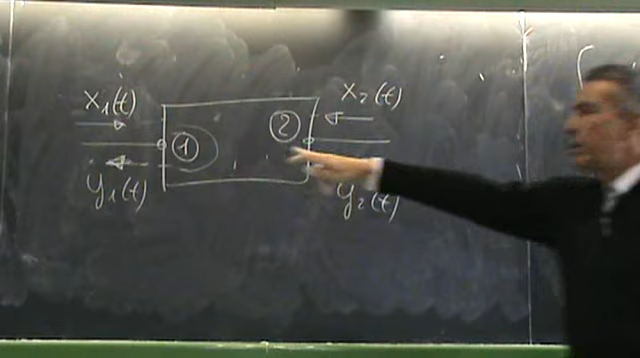 x₁(t)
x₂(t)
①
②
y₁(t)
y₂(t)